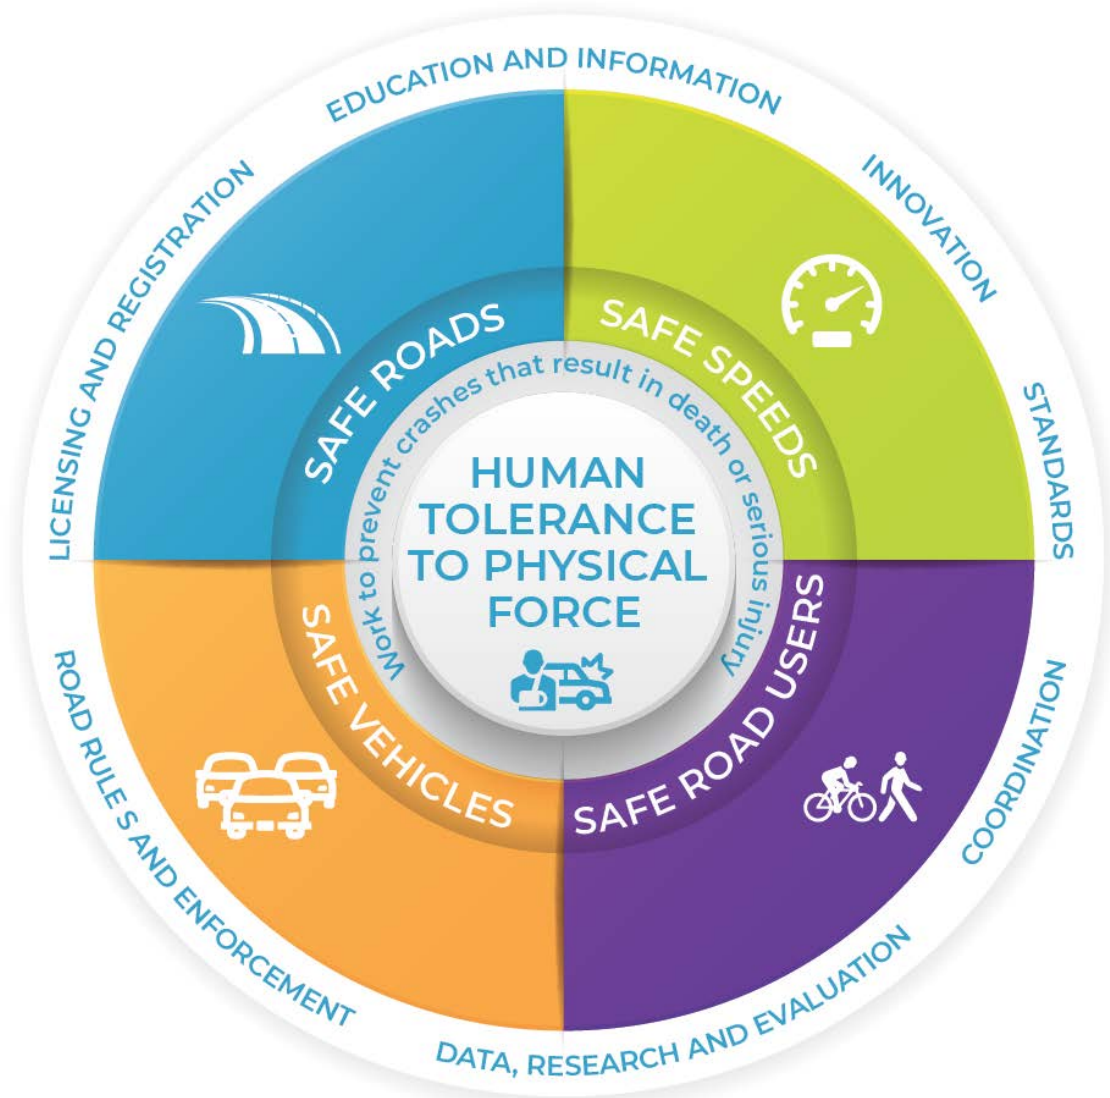 EDUCATION AND INFORMATION
INNOVATION
STANDARDS
COORDINATION
DATA, RESEARCH AND EVALUATION
ROAD RULE S AND ENFORCEMENT
LICENSING AND REGISTRATION
SAFE ROADS
SAFE SPEEDS
SAFE ROAD USERS
SAFE VEHICLES
Work to prevent crashes that result in death or serious injury
HUMAN
TOLERANCE
TO PHYSICAL
FORCE